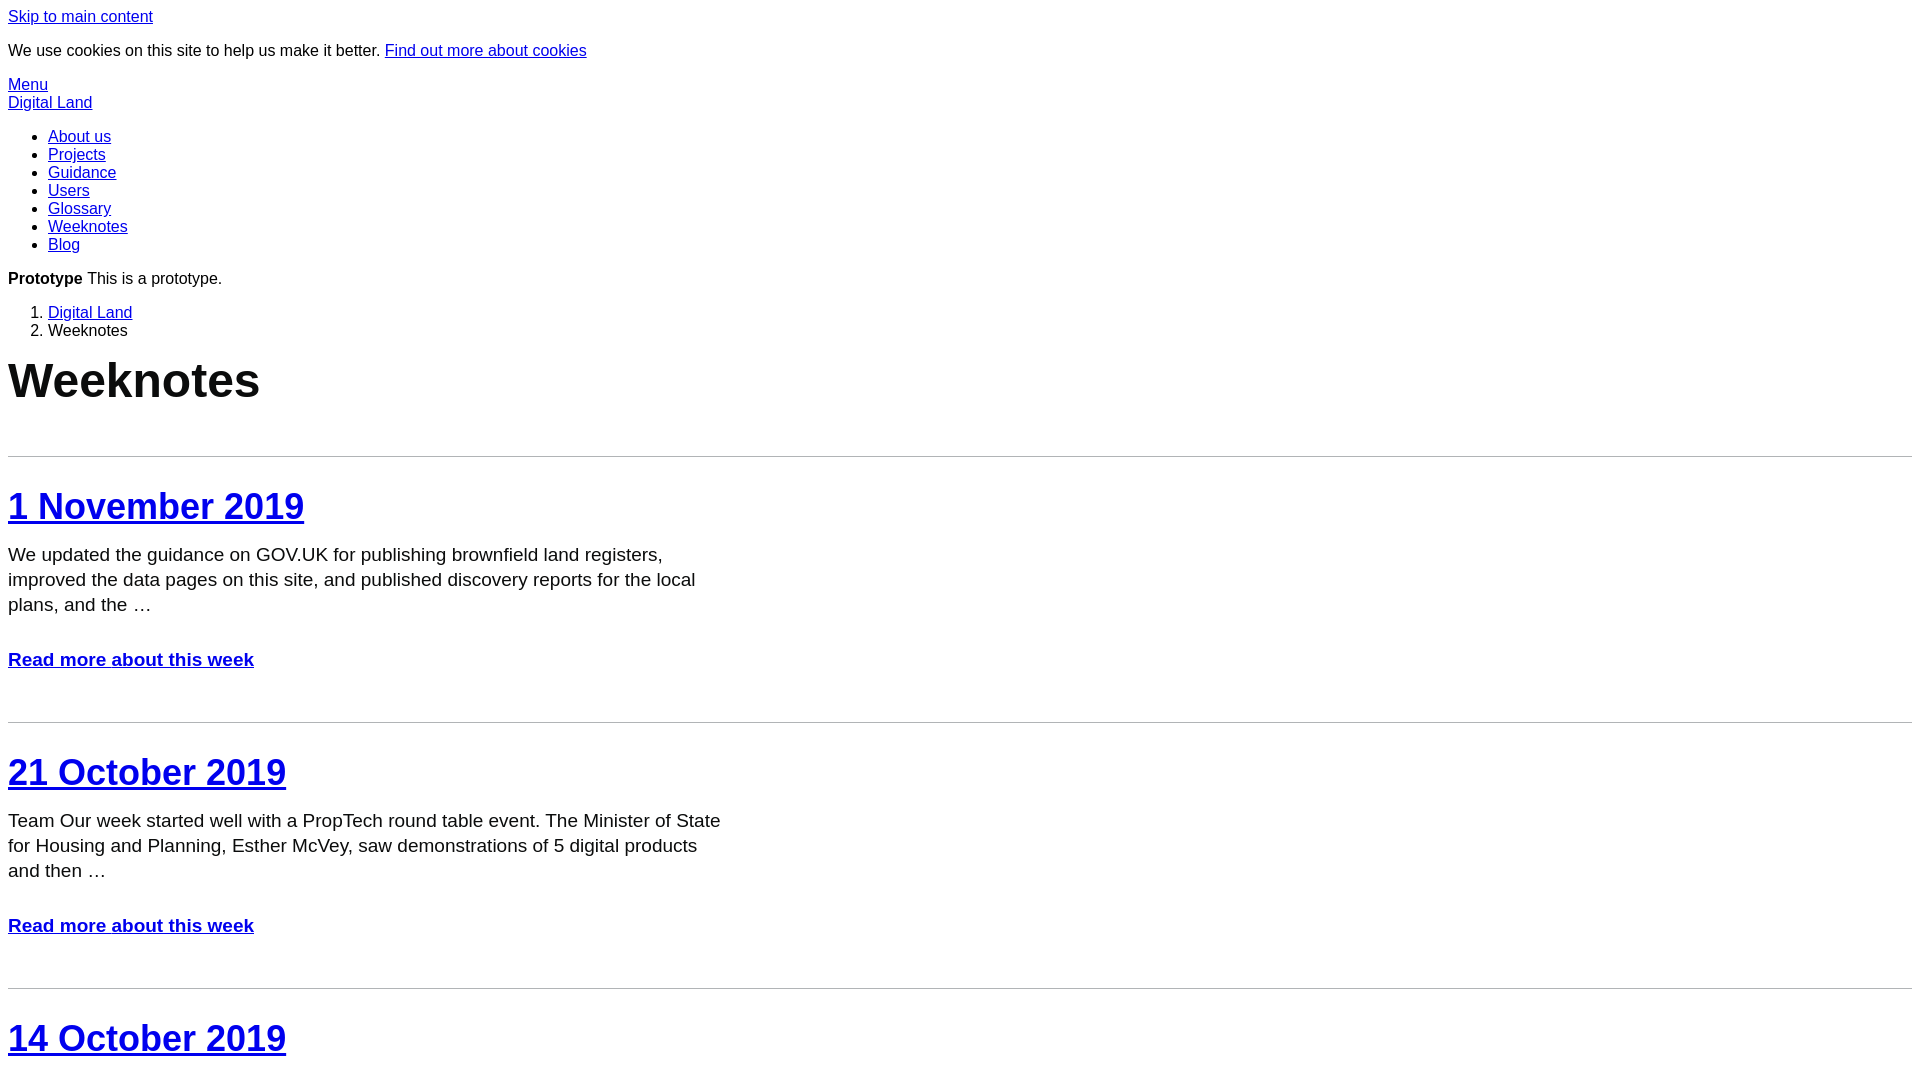 Skip to main content
We use cookies on this site to help us make it better. Find out more about cookies
Menu
Digital Land
About us
Projects
Guidance
Users
Glossary
Weeknotes
Blog
Prototype This is a prototype.
1. Digital Land
2. Weeknotes
Weeknotes
1 November 2019
We updated the guidance on GOV.UK for publishing brownfield land registers,
improved the data pages on this site, and published discovery reports for the local
plans, and the …
Read more about this week
21 October 2019
Team Our week started well with a PropTech round table event. The Minister of State
for Housing and Planning, Esther McVey, saw demonstrations of 5 digital products
and then …
Read more about this week
14 October 2019